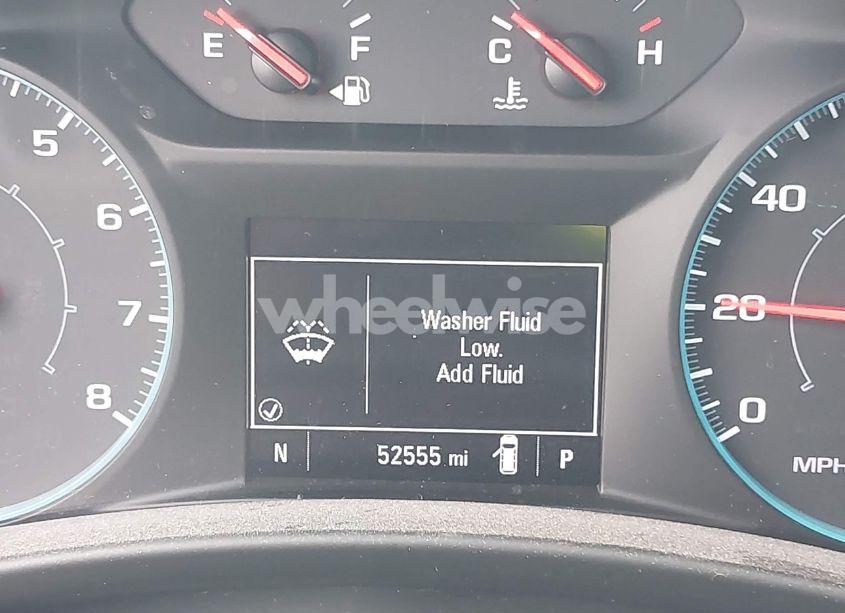 E F C H
5
6
7
8
40
20
0
MPH
wheelwise
Washer Fluid
Low.
Add Fluid
N 52555 mi P